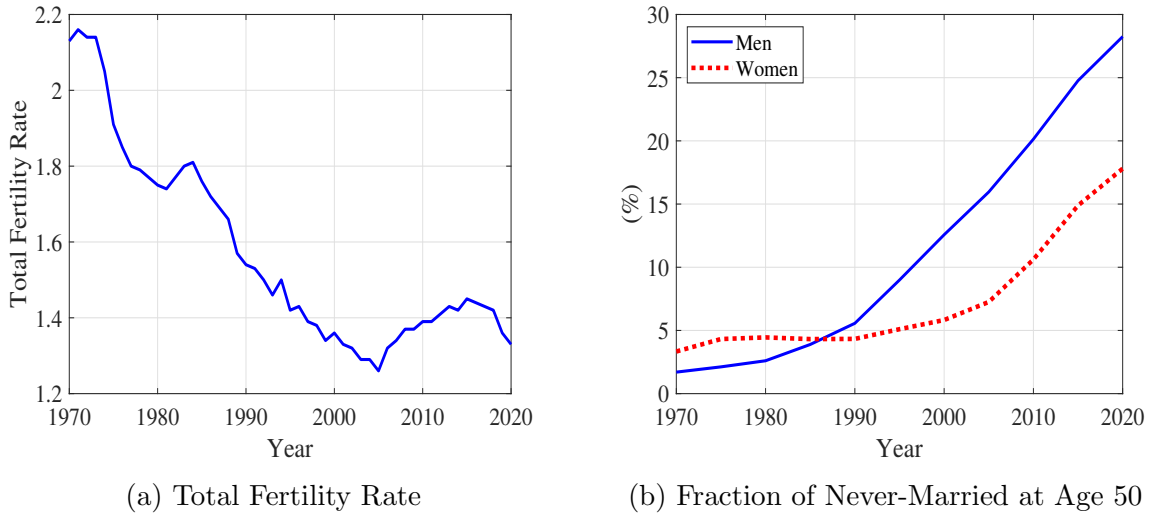 2.2
2
1.8
1.6
1.4
1.2
Total Fertility Rate
1970 1980 1990 2000 2010 2020
Year
(a) Total Fertility Rate
30
25
20
15
10
5
0
(%)
Men
Women
1970 1980 1990 2000 2010 2020
Year
(b) Fraction of Never-Married at Age 50